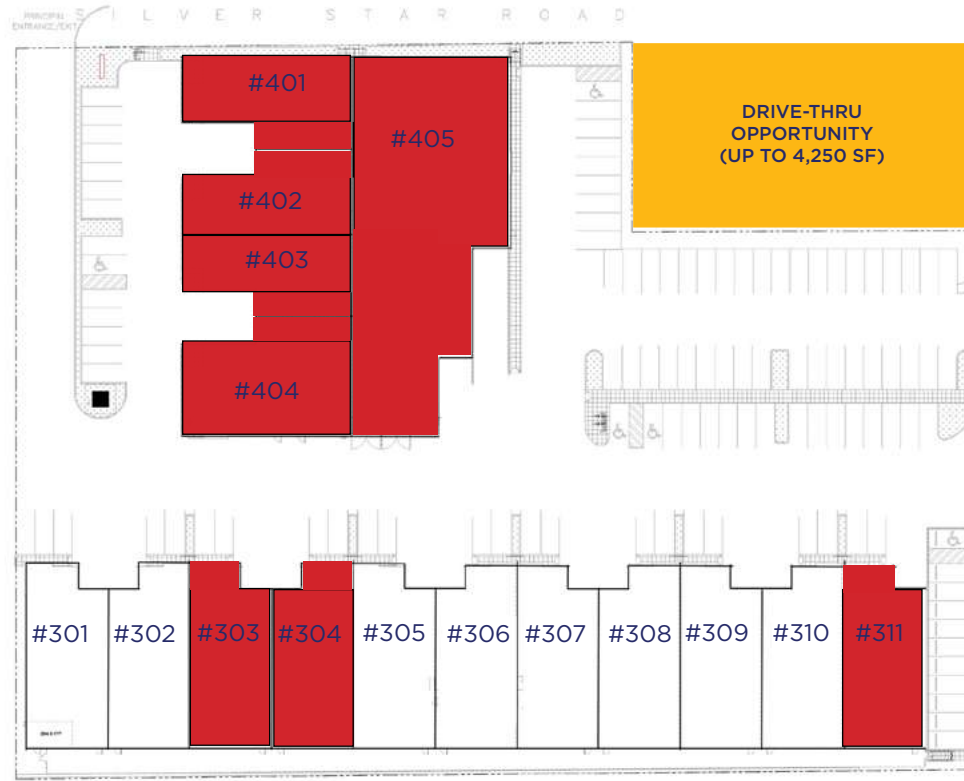 SILVER STAR ROAD
PRINCIPAL
ENTRANCE/EXIT
#401
#405
DRIVE-THRU
OPPORTUNITY
(UP TO 4,250 SF)
#402
#403
#404
#301
#302
#303
#304
#305
#306
#307
#308
#309
#310
#311